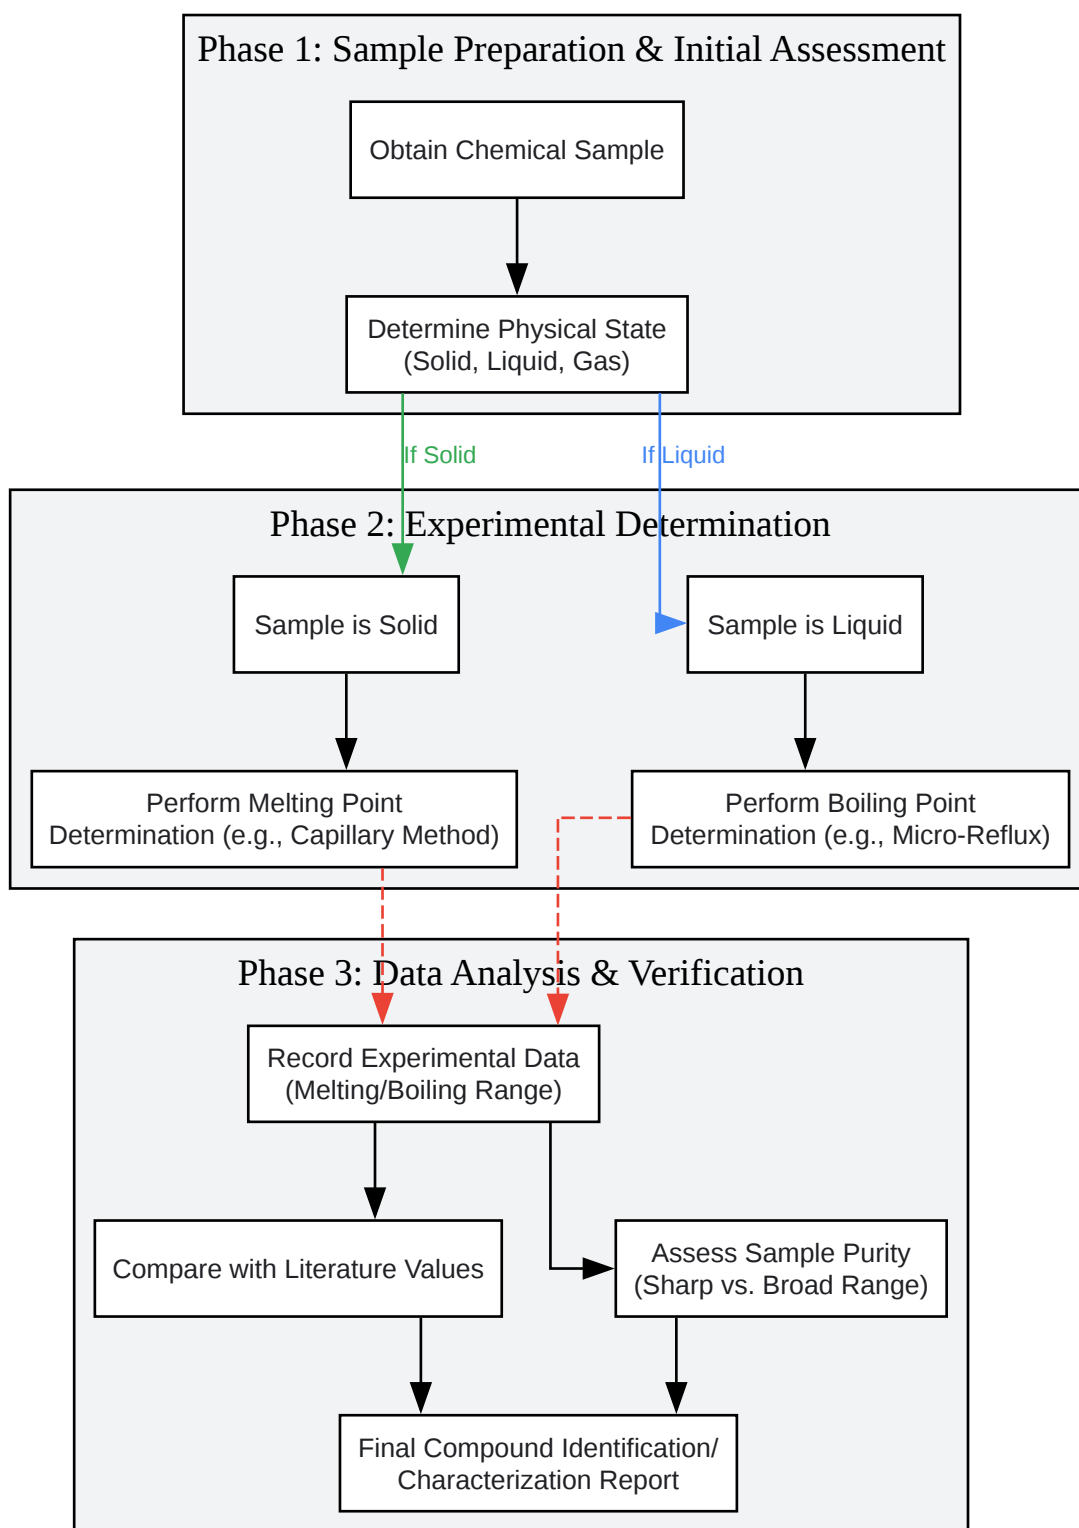 Phase 1: Sample Preparation & Initial Assessment
Obtain Chemical Sample
Determine Physical State
(Solid, Liquid, Gas)
If Solid
If Liquid
Phase 2: Experimental Determination
Sample is Solid
Sample is Liquid
Perform Melting Point
Determination (e.g., Capillary Method)
Perform Boiling Point
Determination (e.g., Micro-Reflux)
Phase 3: Data Analysis & Verification
Record Experimental Data
(Melting/Boiling Range)
Compare with Literature Values
Assess Sample Purity
(Sharp vs. Broad Range)
Final Compound Identification/
Characterization Report